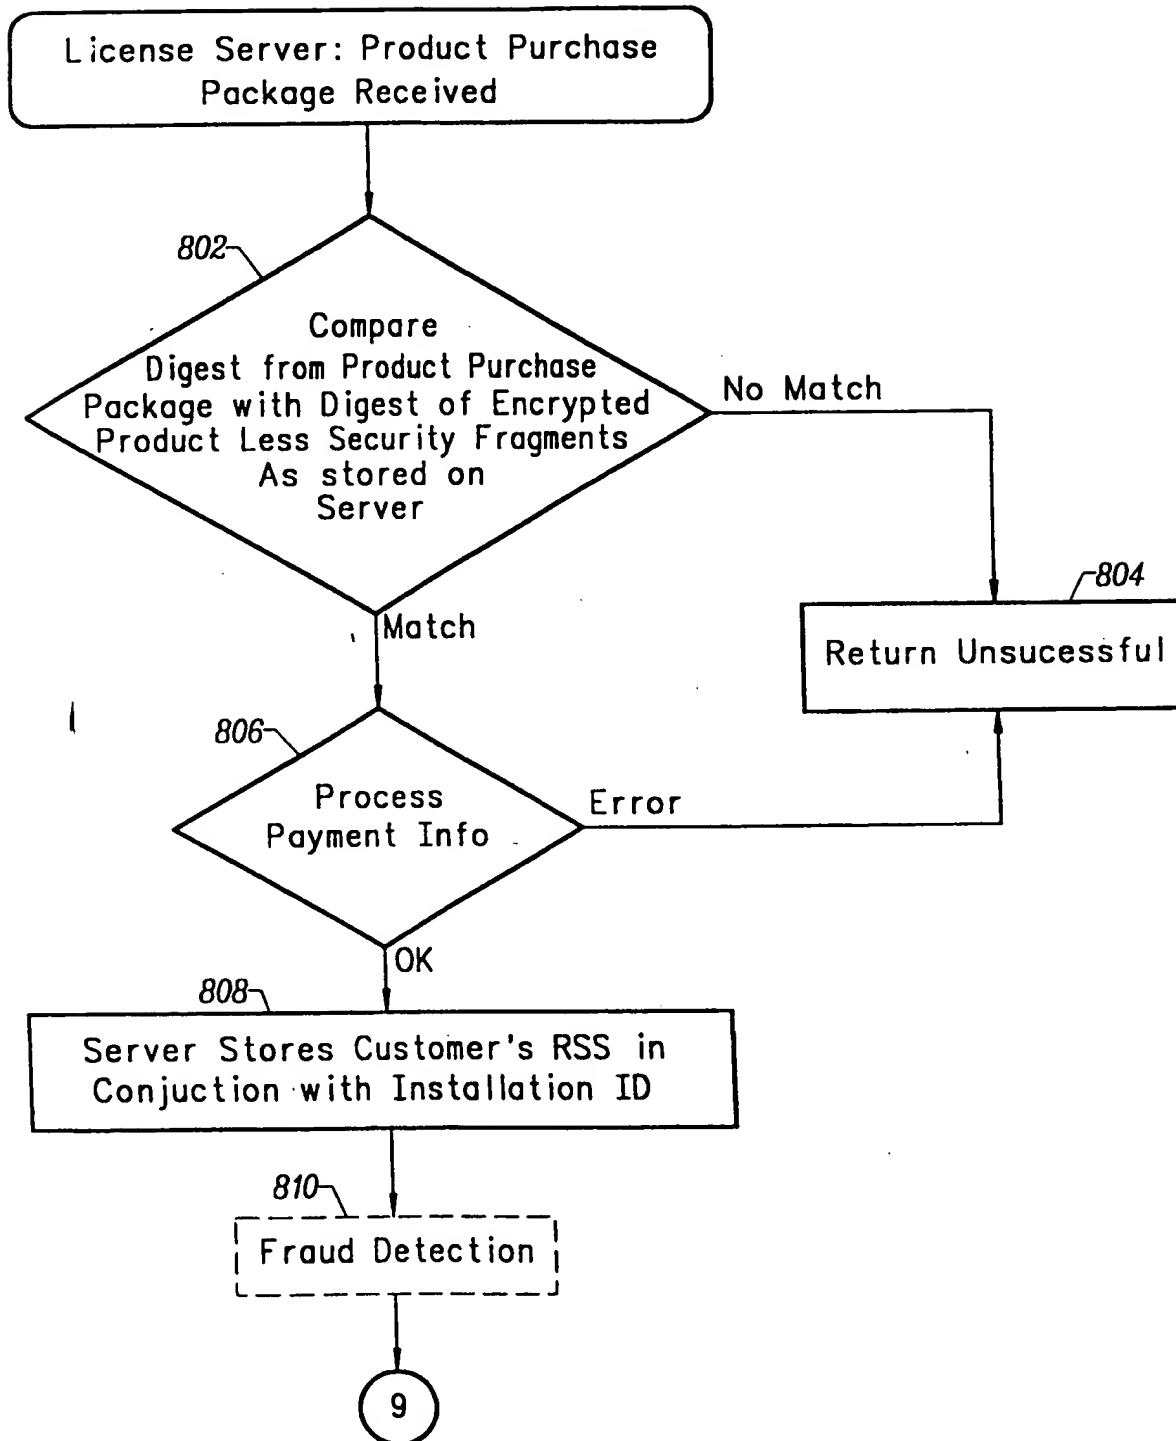 License Server: Product Purchase
Package Received
802
Compare
Digest from Product Purchase
Package with Digest of Encrypted
Product Less Security Fragments
As stored on
Server
No Match
804
Return Unsucessful
Match
806
Process
Payment Info
Error
OK
808
Server Stores Customer's RSS in
Conjuction with Installation ID
810
Fraud Detection
9